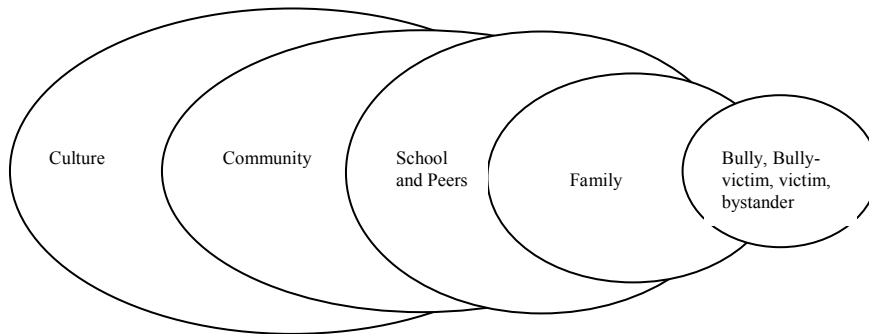 Culture
Community
School
and Peers
Family
Bully, Bully-
victim, victim,
bystander